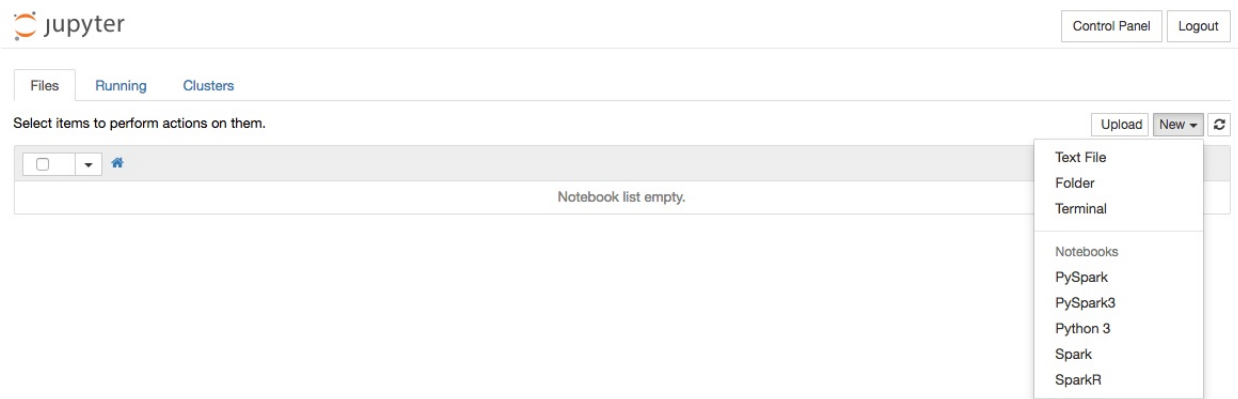 jupyter
Control Panel Logout
Files Running Clusters
Select items to perform actions on them.
Upload New
Notebook list empty.
Text File
Folder
Terminal
Notebooks
PySpark
PySpark3
Python 3
Spark
SparkR